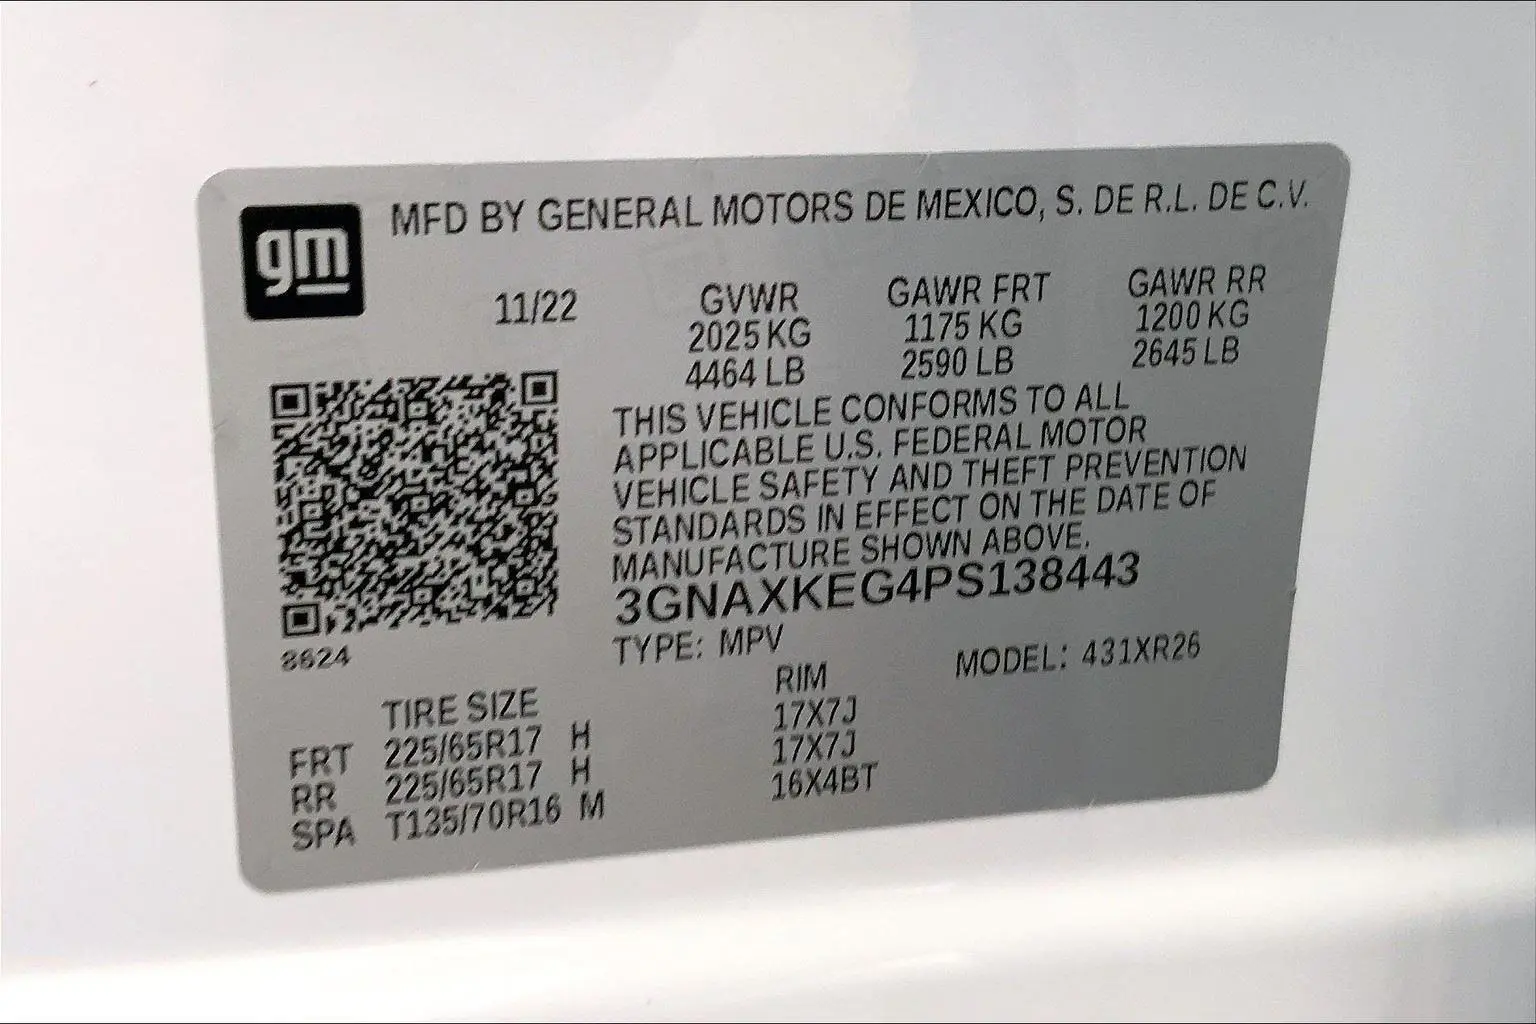 gm
MFD BY GENERAL MOTORS DE MEXICO, S. DE R.L. DE C.V.
11/22 GVWR GAWR FRT GAWR RR
2025 KG 1175 KG 1200 KG
4464 LB 2590 LB 2645 LB
THIS VEHICLE CONFORMS TO ALL
APPLICABLE U.S. FEDERAL MOTOR
VEHICLE SAFETY AND THEFT PREVENTION
STANDARDS IN EFFECT ON THE DATE OF
MANUFACTURE SHOWN ABOVE.
3GNAXKEG4PS138443
8624
TYPE: MPV MODEL: 431XR26
TIRE SIZE RIM
FRT 225/65R17 H 17X7J
RR 225/65R17 H 17X7J
SPA T135/70R16 M 16X4BT